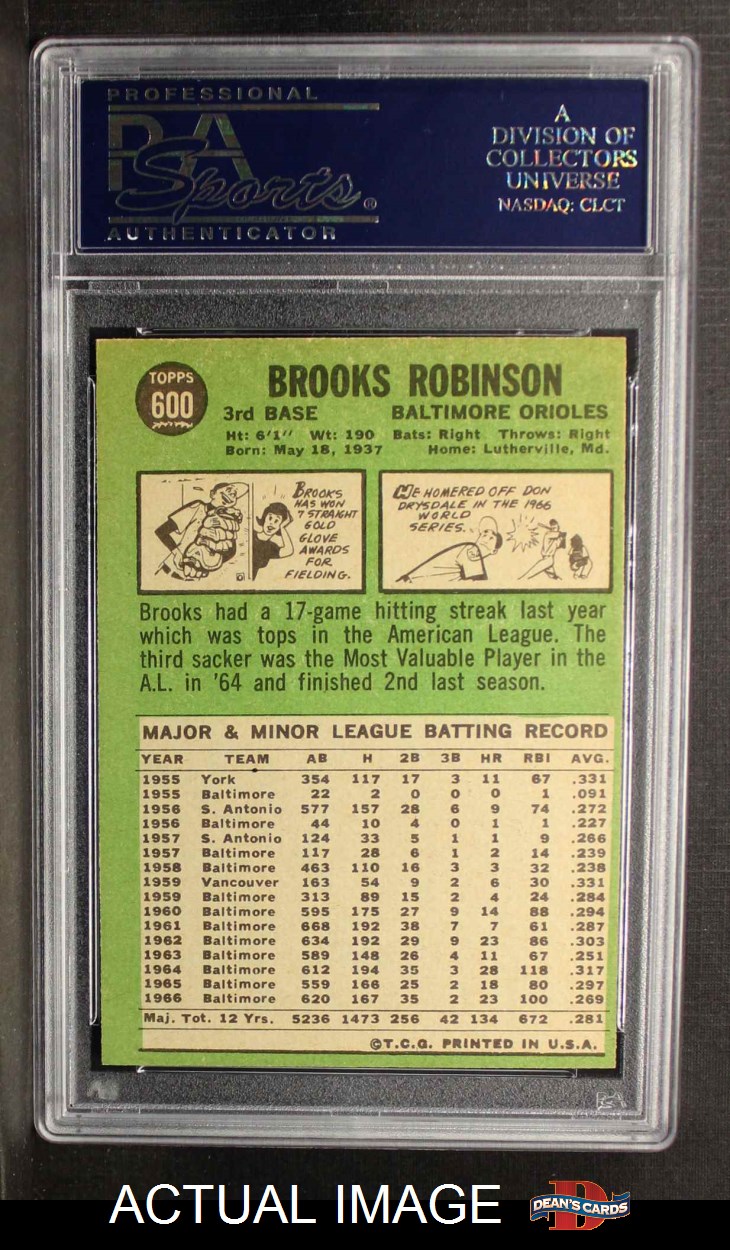 PROFESSIONAL
PSA
Sports®
AUTHENTICATOR
A
DIVISION OF
COLLECTORS
UNIVERSE
NASDAQ: CLCT
TOPPS
600
BROOKS ROBINSON
3rd BASE BALTIMORE ORIOLES
Ht: 6'1" Wt: 190 Bats: Right Throws: Right
Born: May 18, 1937 Home: Lutherville, Md.
BROOKS
HAS WON
7 STRAIGHT
GOLD
GLOVE
AWARDS
FOR
FIELDING.
HE HOMERED OFF DON
DRYSDALE IN THE 1966
WORLD
SERIES.
Brooks had a 17-game hitting streak last year
which was tops in the American League. The
third sacker was the Most Valuable Player in the
A.L. in '64 and finished 2nd last season.
MAJOR & MINOR LEAGUE BATTING RECORD
YEAR TEAM AB H 2B 3B HR RBI AVG.
1955 York 354 117 17 3 11 67 .331
1955 Baltimore 22 2 0 0 0 1 .091
1956 S. Antonio 577 157 28 6 9 74 .272
1956 Baltimore 44 10 4 0 1 1 .227
1957 S. Antonio 124 33 5 1 1 9 .266
1957 Baltimore 117 28 6 1 2 14 .239
1958 Baltimore 463 110 16 3 3 32 .238
1959 Vancouver 163 54 9 2 6 30 .331
1959 Baltimore 313 89 15 2 4 24 .284
1960 Baltimore 595 175 27 9 14 88 .294
1961 Baltimore 668 192 38 7 7 61 .287
1962 Baltimore 634 192 29 9 23 86 .303
1963 Baltimore 589 148 26 4 11 67 .251
1964 Baltimore 612 194 35 3 28 118 .317
1965 Baltimore 559 166 25 2 18 80 .297
1966 Baltimore 620 167 35 2 23 100 .269
Maj. Tot. 12 Yrs. 5236 1473 256 42 134 672 .281
©T.C.G. PRINTED IN U.S.A.
ACTUAL IMAGE
D
DEAN'S CARDS